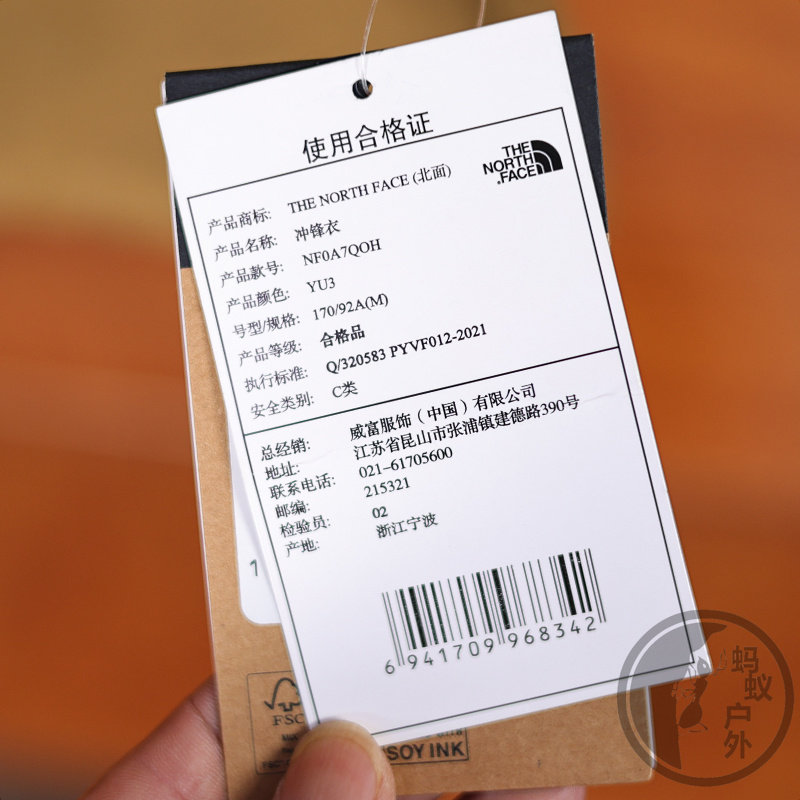 使用合格证
THE
NORTH
FACE
产品商标: THE NORTH FACE (北面)
产品名称: 冲锋衣
产品款号: NF0A7QOH
产品颜色: YU3
号型/规格: 170/92A(M)
产品等级: 合格品
执行标准: Q/320583 PYVF012-2021
安全类别: C类
总经销: 威富服饰（中国）有限公司
地址: 江苏省昆山市张浦镇建德路390号
联系电话: 021-61705600
邮编: 215321
检验员: 02
产地: 浙江宁波
6 941709 968342
FSC
SOY INK
蚂蚁户外